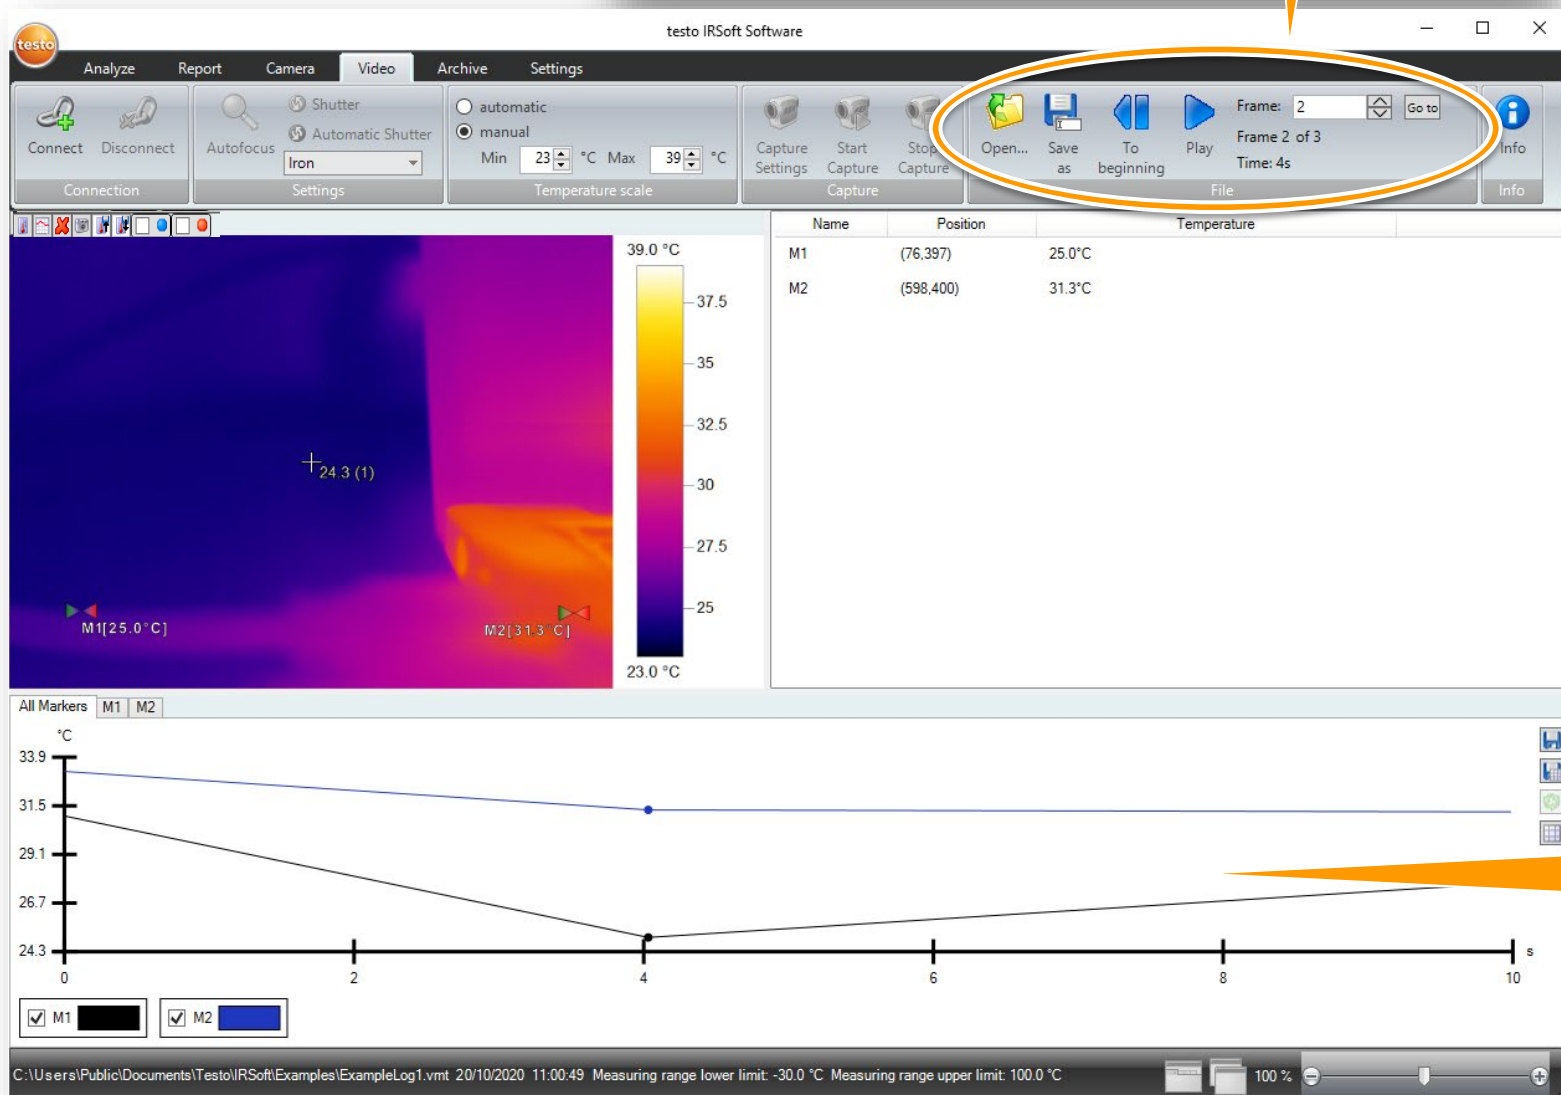 testo IRSoft Software
testo
Analyze Report Camera Video Archive Settings
Connect Disconnect
Connection
Autofocus
Shutter
Automatic Shutter
Iron
Settings
automatic
manual
Min 23 °C Max 39 °C
Temperature scale
Capture Settings
Start Capture
Stop Capture
Capture
Open...
Save as
To beginning
Play
Frame: 2 Go to
Frame 2 of 3
Time: 4s
File
Info
Info
39.0 °C
37.5
35
32.5
30
27.5
25
23.0 °C
24.3 (1)
M1[25.0°C]
M2[31.3°C]
Name Position Temperature
M1 (76,397) 25.0°C
M2 (598,400) 31.3°C
All Markers M1 M2
°C
33.9
31.5
29.1
26.7
24.3
0 2 4 6 8 10 s
M1 M2
C:\Users\Public\Documents\Testo\IRSoft\Examples\ExampleLog1.vmt 20/10/2020 11:00:49 Measuring range lower limit: -30.0 °C Measuring range upper limit: 100.0 °C 100 %